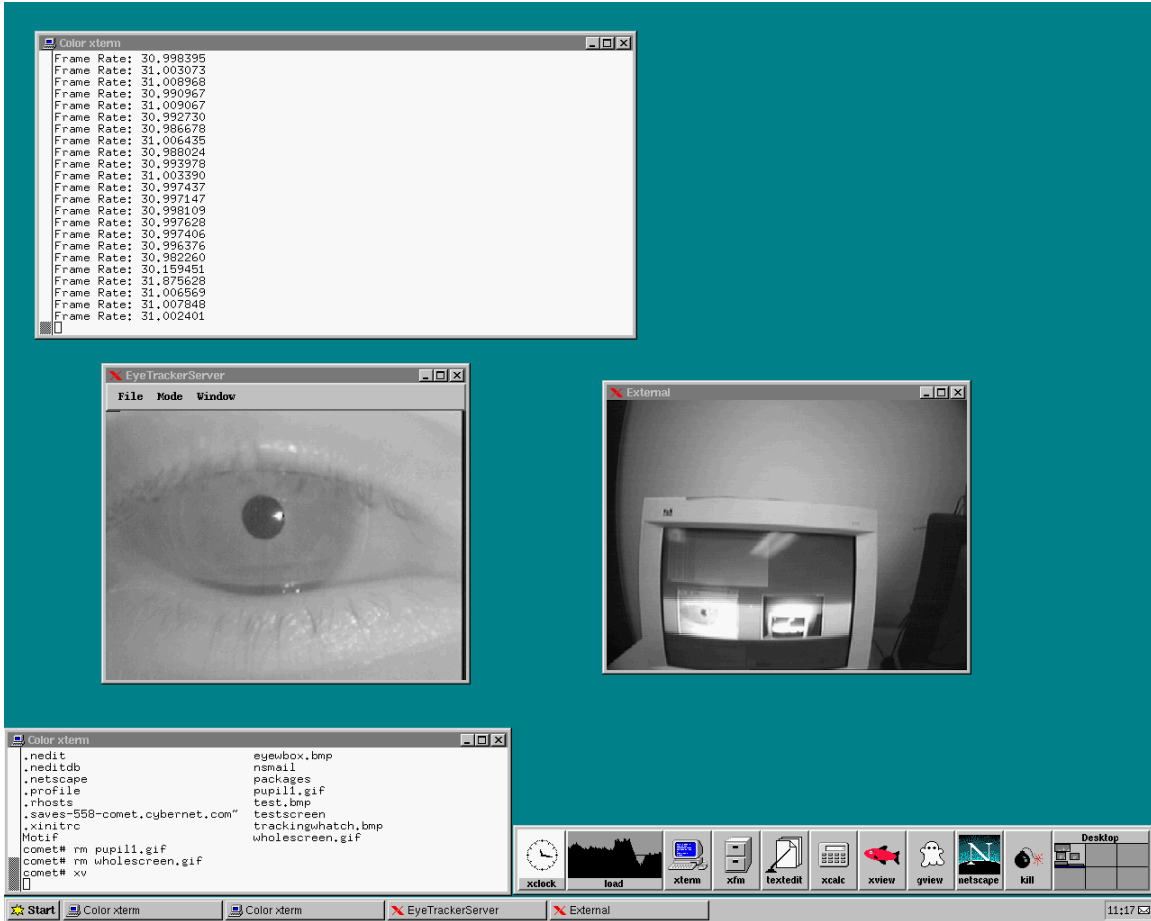 Color xterm
Frame Rate: 30.998395
Frame Rate: 31.003073
Frame Rate: 31.008968
Frame Rate: 30.990967
Frame Rate: 31.009067
Frame Rate: 30.992730
Frame Rate: 30.986678
Frame Rate: 31.006435
Frame Rate: 30.988024
Frame Rate: 30.993978
Frame Rate: 31.003390
Frame Rate: 30.997437
Frame Rate: 30.997147
Frame Rate: 30.998109
Frame Rate: 30.997628
Frame Rate: 30.997406
Frame Rate: 30.996376
Frame Rate: 30.982260
Frame Rate: 30.159451
Frame Rate: 31.875628
Frame Rate: 31.006569
Frame Rate: 31.007848
Frame Rate: 31.002401
EyeTrackerServer
File Mode Window
External
Color xterm
.nedit eyewbox.bmp
.neditdb nsmail
.netscape packages
.profile pupil1.gif
.rhosts test.bmp
.saves-558-comet.cybernet.com~ testscreen
.xinitrc trackingwhatch.bmp
Motif wholescreen.gif
comet# rm pupil1.gif
comet# rm wholescreen.gif
comet# xv
Desktop
xclock load xterm xfm textedit xcalc xview gview netscape kill
Start Color xterm Color xterm EyeTrackerServer External 11:17